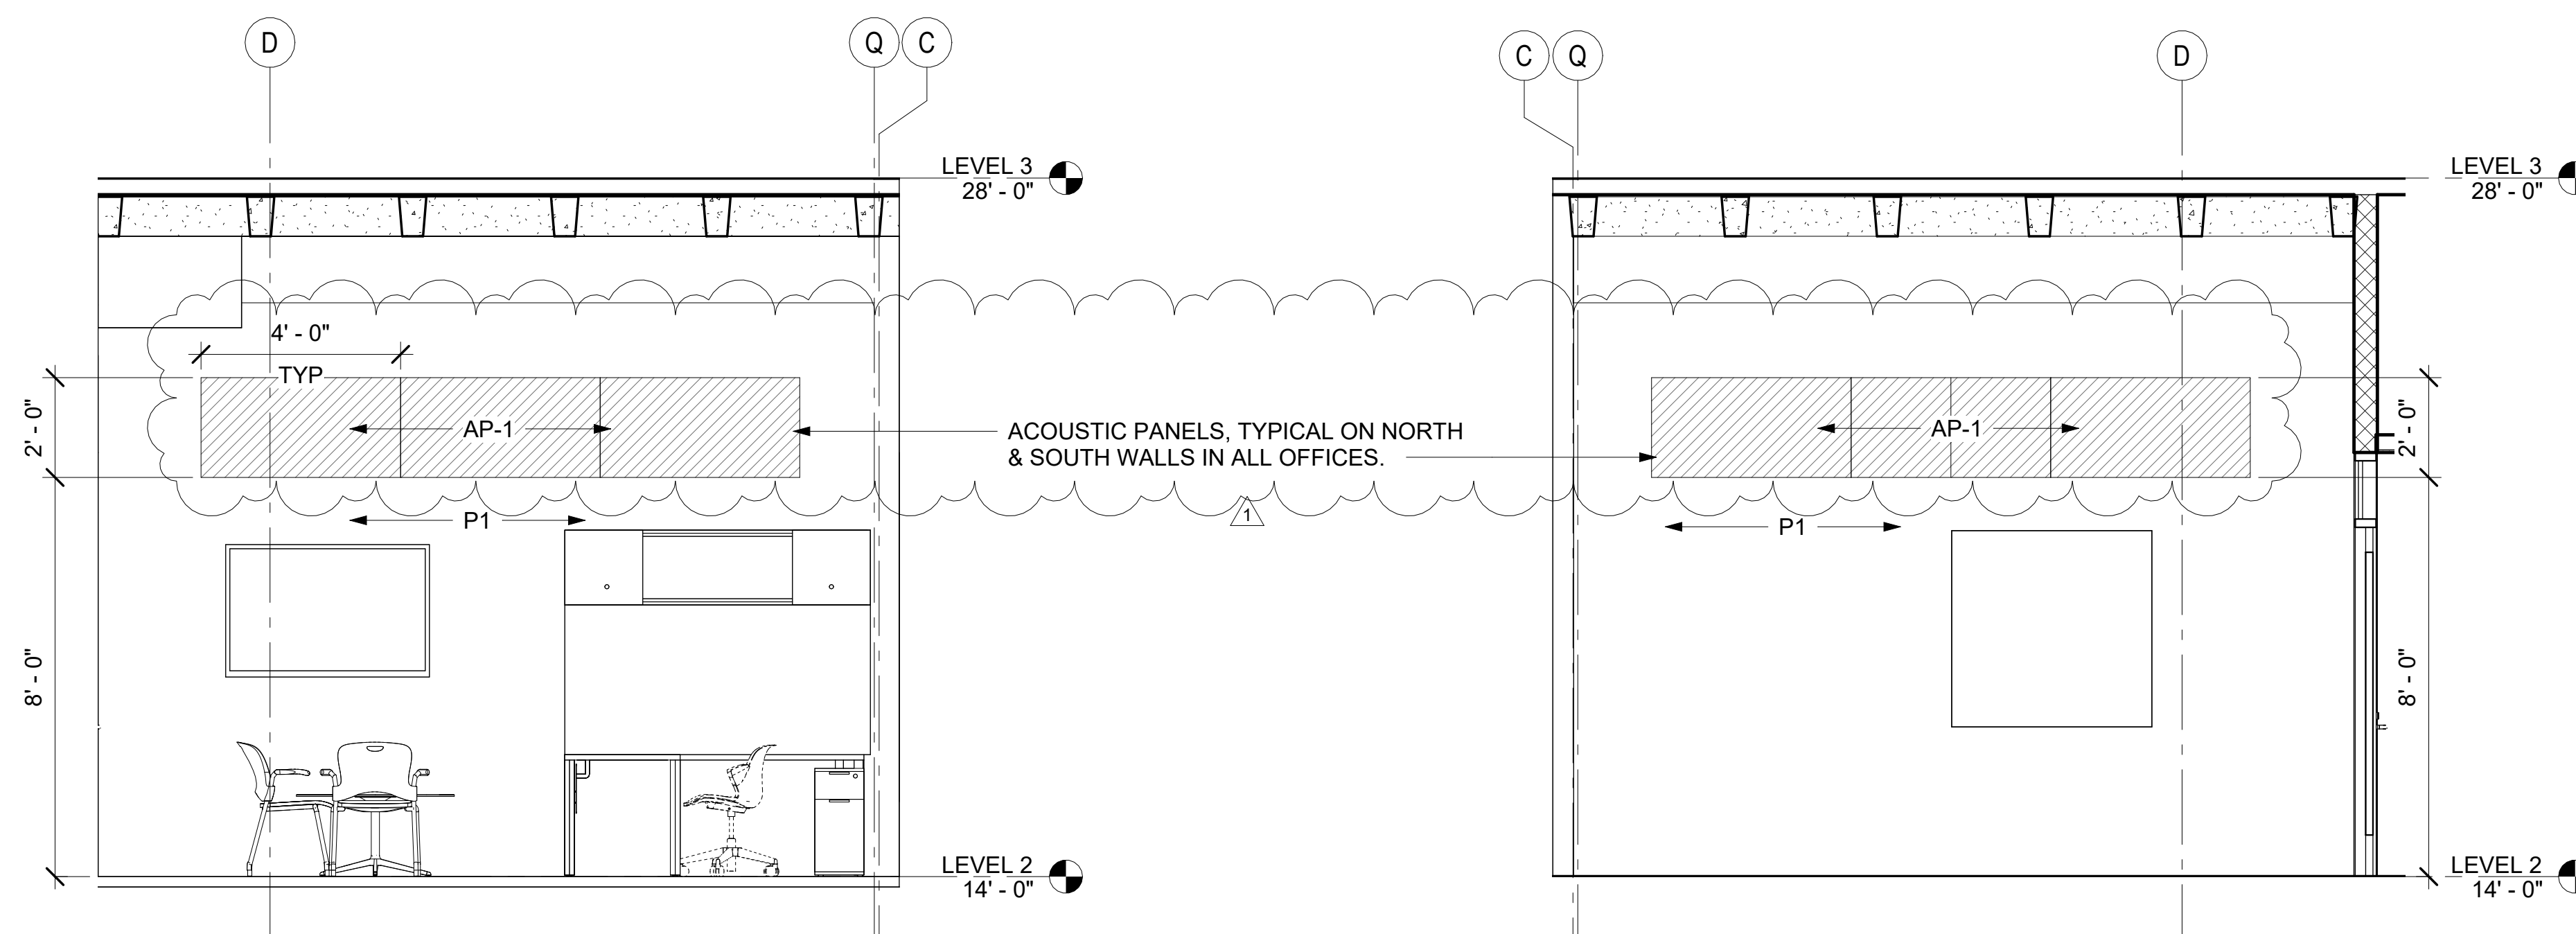 D
Q
C
C
Q
D
LEVEL 3
28' - 0"
LEVEL 3
28' - 0"
4' - 0"
TYP
2' - 0"
AP-1
ACOUSTIC PANELS, TYPICAL ON NORTH
& SOUTH WALLS IN ALL OFFICES.
AP-1
2' - 0"
P1
1
P1
8' - 0"
8' - 0"
LEVEL 2
14' - 0"
LEVEL 2
14' - 0"